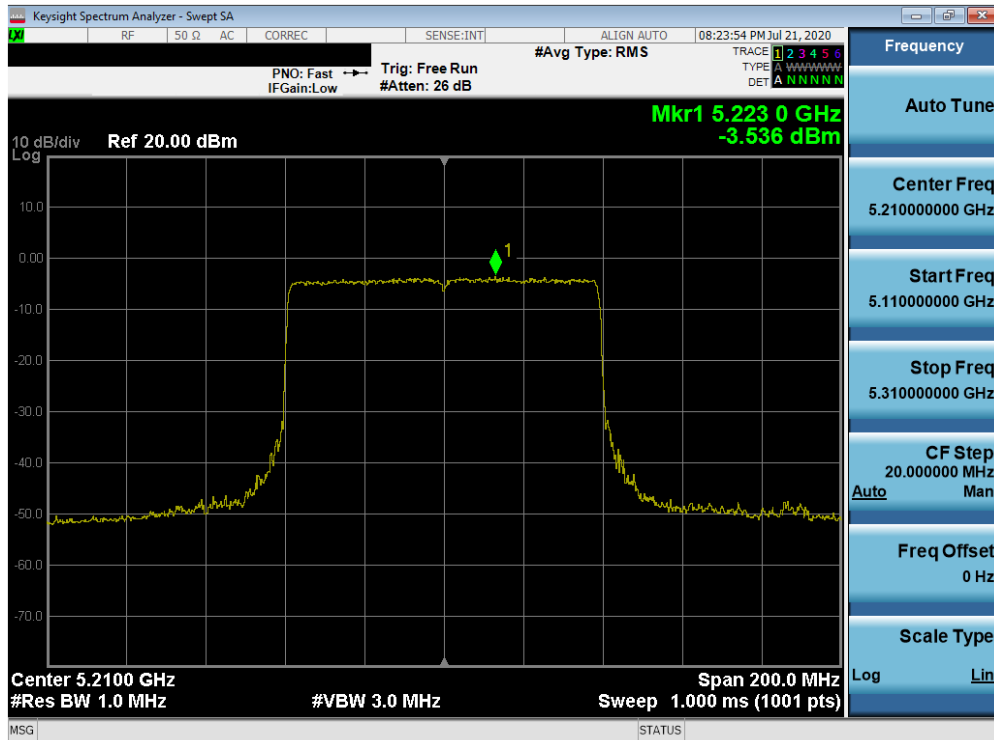 Keysight Spectrum Analyzer - Swept SA
LXI RF 50 Ω AC CORREC SENSE:INT ALIGN AUTO 08:23:54 PM Jul 21, 2020
#Avg Type: RMS
TRACE 1 2 3 4 5 6
TYPE A WWWWW
DET A N N N N N
PNO: Fast
IFGain:Low
Trig: Free Run
#Atten: 26 dB
Mkr1 5.223 0 GHz
-3.536 dBm
10 dB/div
Log
Ref 20.00 dBm
10.0
0.00
-10.0
-20.0
-30.0
-40.0
-50.0
-60.0
-70.0
1
Center 5.2100 GHz
Span 200.0 MHz
#Res BW 1.0 MHz
#VBW 3.0 MHz
Sweep 1.000 ms (1001 pts)
MSG
STATUS
Frequency
Auto Tune
Center Freq
5.210000000 GHz
Start Freq
5.110000000 GHz
Stop Freq
5.310000000 GHz
CF Step
20.000000 MHz
Auto Man
Freq Offset
0 Hz
Scale Type
Log Lin